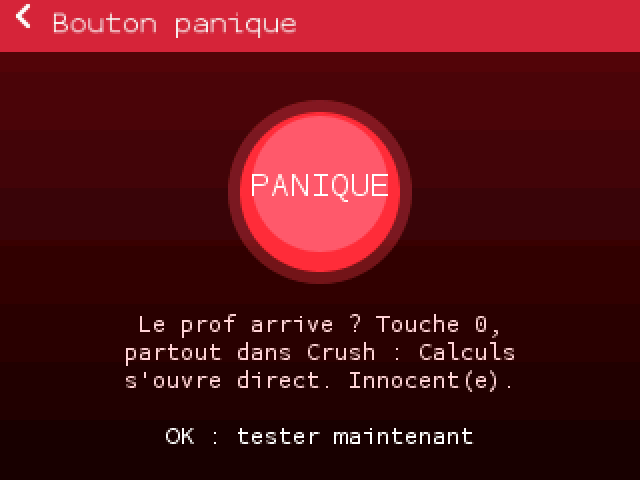 Bouton panique
PANIQUE
Le prof arrive ? Touche 0,
partout dans Crush : Calculs
s'ouvre direct. Innocent(e).
OK : tester maintenant